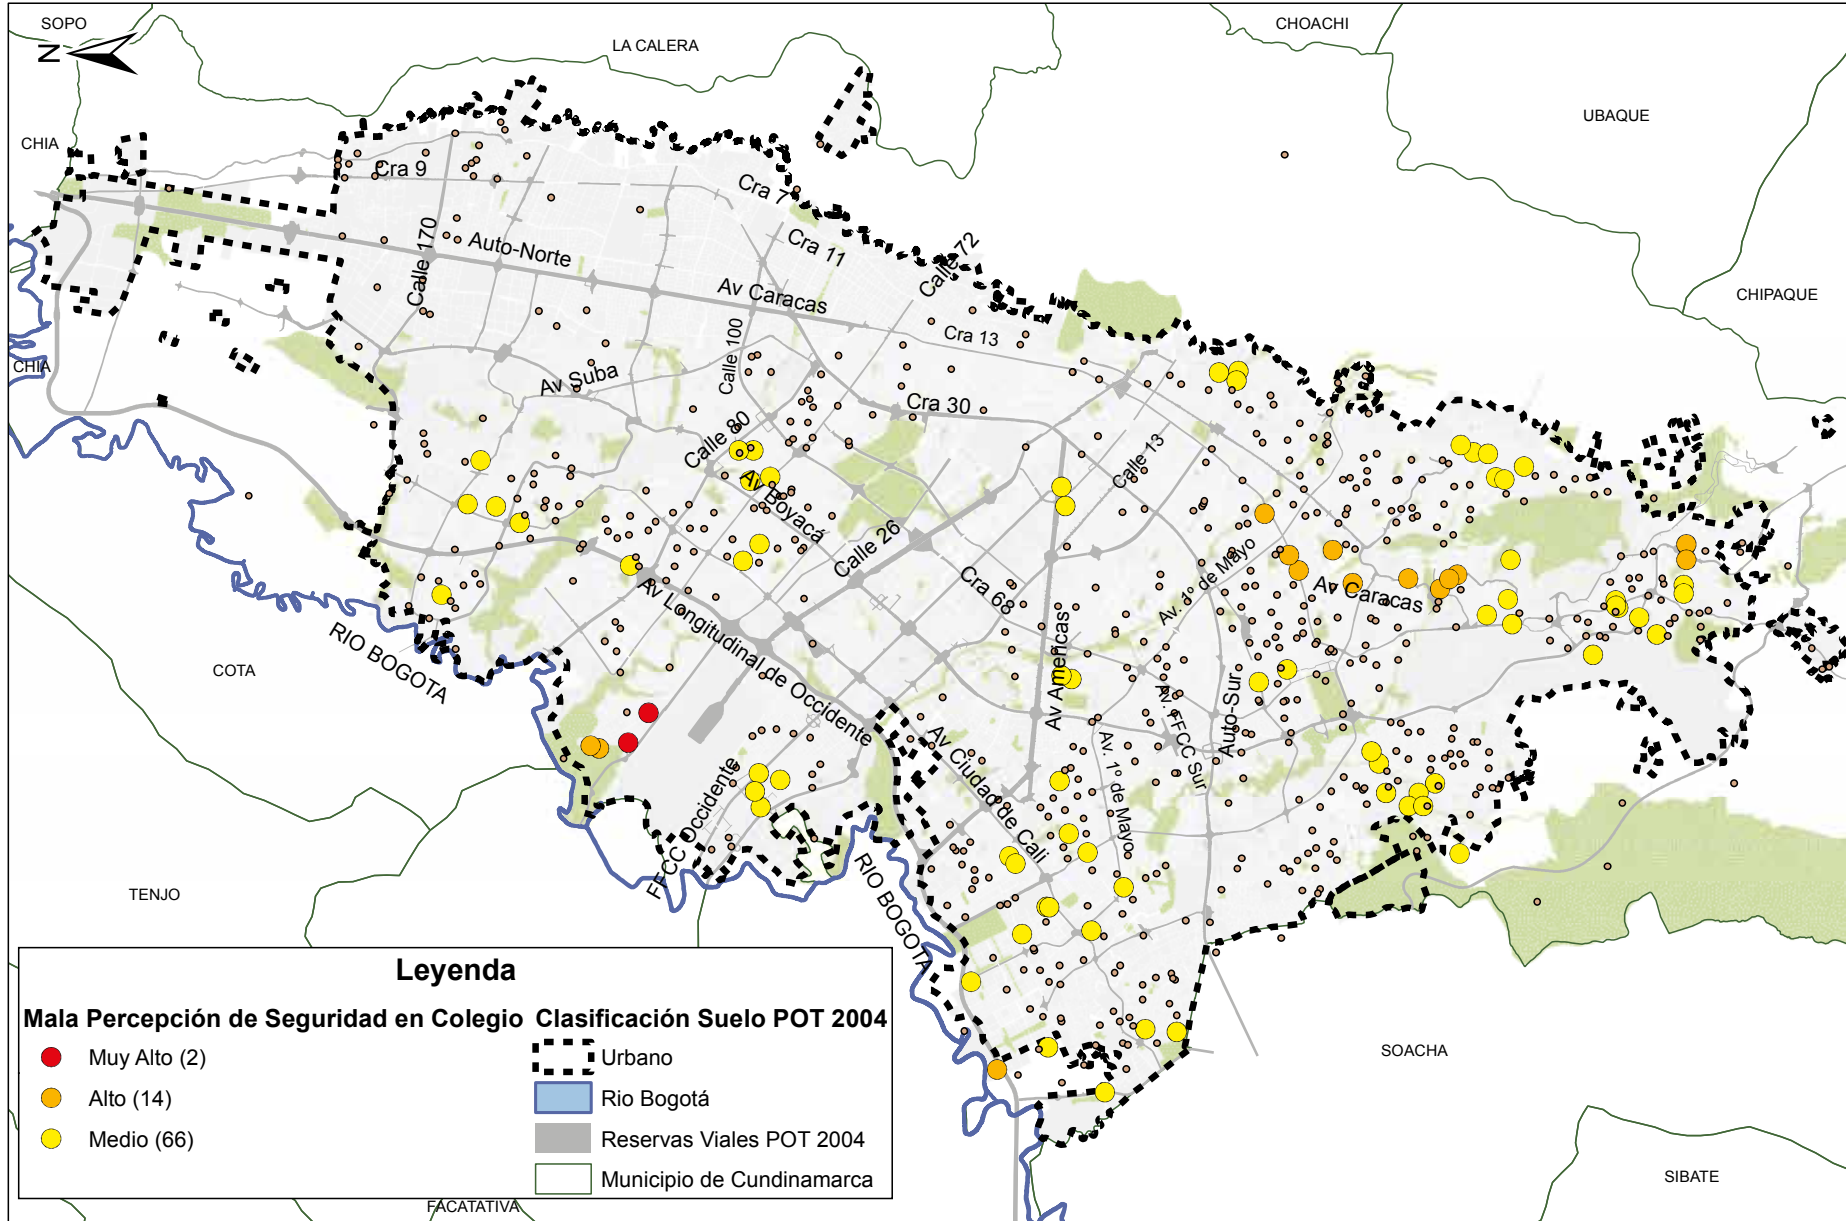 SOPO
N
LA CALERA
CHOACHI
UBAQUE
CHIA
Cra 9
Cra 7
Cra 11
Calle 72
Calle 170
Auto-Norte
Av Caracas
CHIPAQUE
Cra 13
Calle 100
CHIA
Av Suba
Cra 30
Calle 80
Calle 13
Av Boyacá
Calle 26
Cra 68
Av. 1º de Mayo
Av Caracas
Av Longitudinal de Occidente
RIO BOGOTA
COTA
Av Americas
Av. FFCC Sur
Auto-Sur
Av Ciudad de Cali
Av. 1º de Mayo
FFCC Occidente
RIO BOGOTA
TENJO
SOACHA
SIBATE
FACATATIVA
Leyenda
Mala Percepción de Seguridad en Colegio
Muy Alto (2)
Alto (14)
Medio (66)
Clasificación Suelo POT 2004
Urbano
Rio Bogotá
Reservas Viales POT 2004
Municipio de Cundinamarca